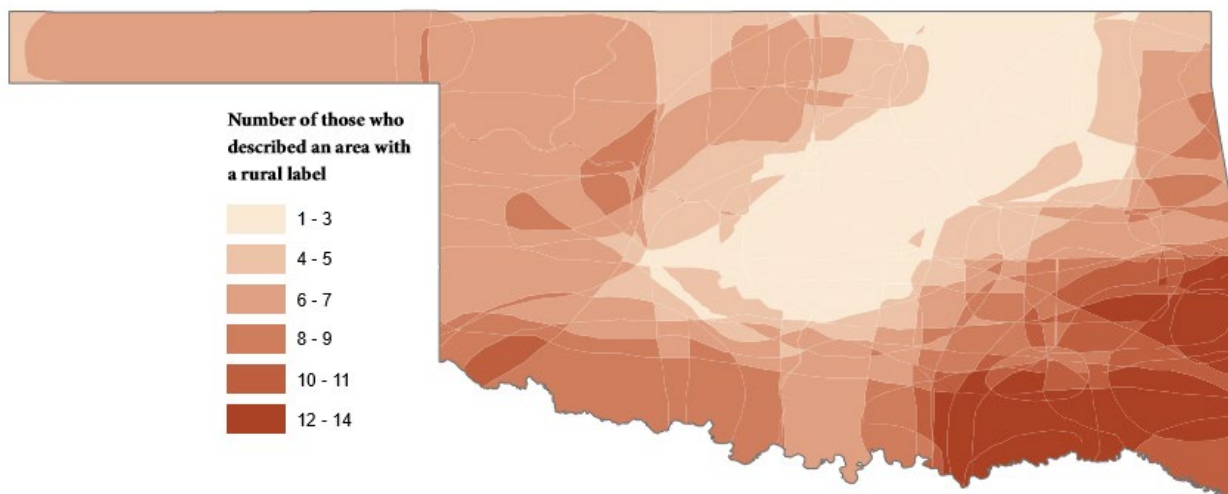 Number of those who
described an area with
a rural label
1 - 3
4 - 5
6 - 7
8 - 9
10 - 11
12 - 14